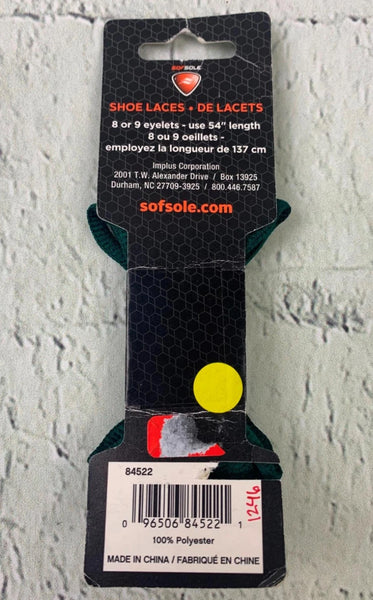 SOFSOLE
SHOE LACES • DE LACETS
8 or 9 eyelets - use 54" length
8 ou 9 oeillets -
employez la longueur de 137 cm
Implus Corporation
2001 T.W. Alexander Drive / Box 13925
Durham, NC 27709-3925 / 800.446.7587
sofsole.com
84522
0 96506 84522 1
1246
100% Polyester
MADE IN CHINA / FABRIQUÉ EN CHINE